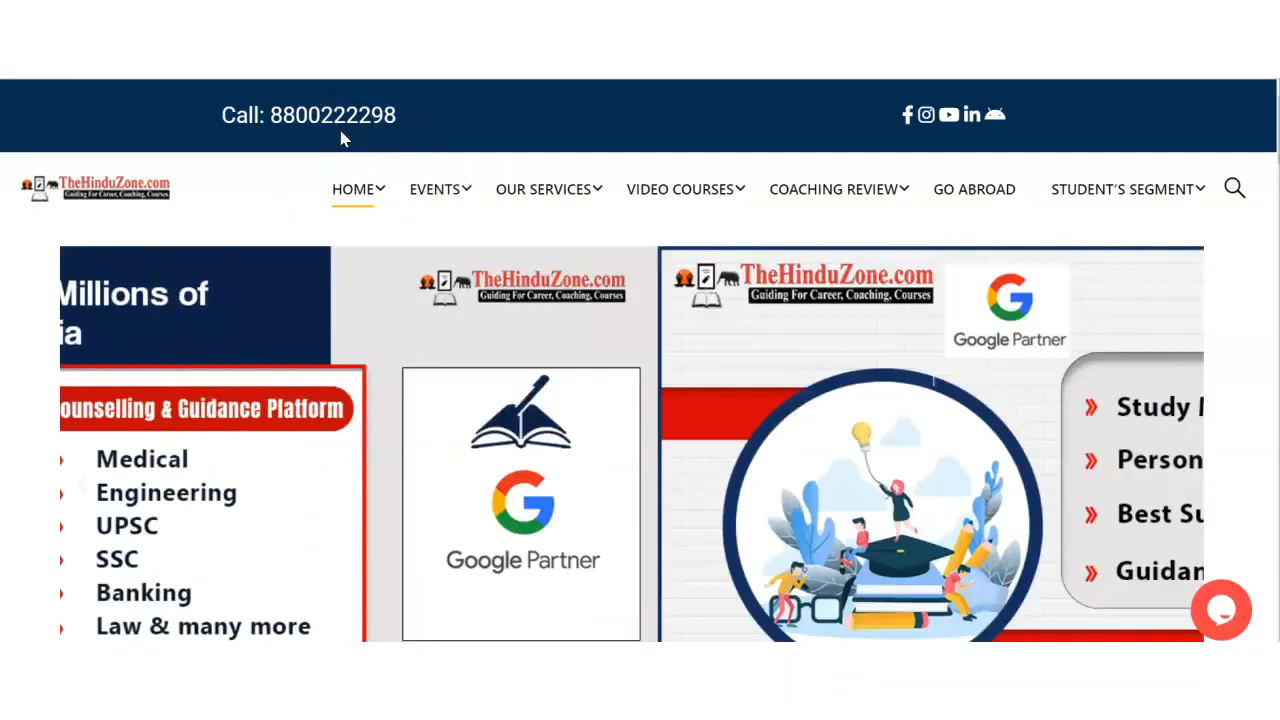 Call: 8800222298
TheHinduZone.com
Guiding For Career, Coaching, Courses
HOME EVENTS OUR SERVICES VIDEO COURSES COACHING REVIEW GO ABROAD STUDENT'S SEGMENT
Millions of
ia
ounselling & Guidance Platform
Medical
Engineering
UPSC
SSC
Banking
Law & many more
TheHinduZone.com
Guiding For Career, Coaching, Courses
Google Partner
TheHinduZone.com
Guiding For Career, Coaching, Courses
Google Partner
Study
Person
Best Su
Guidan